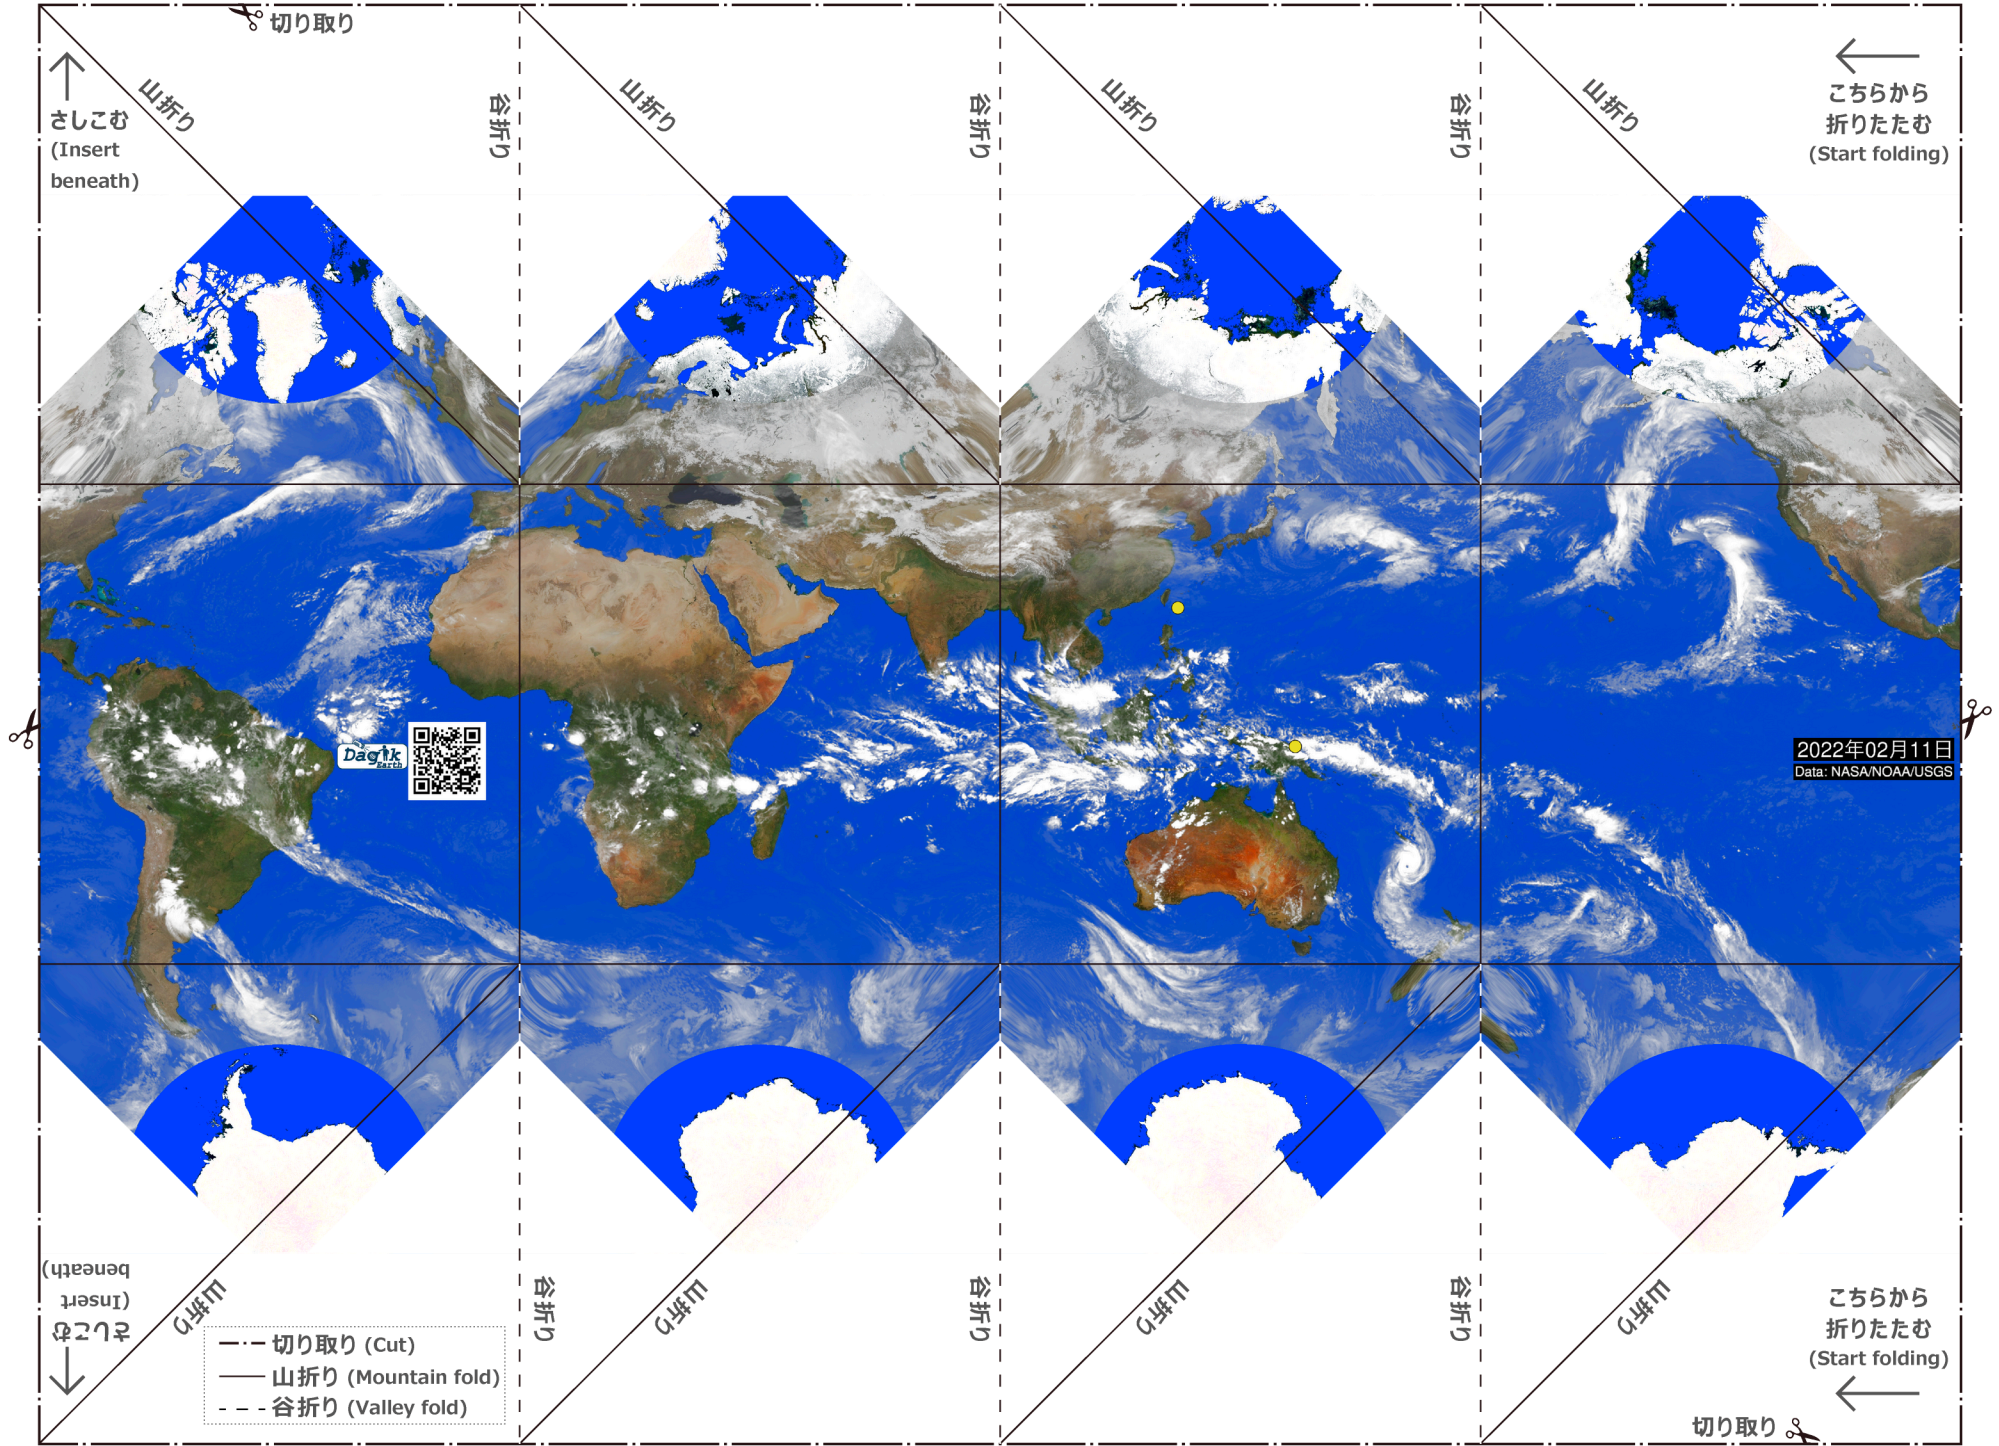 切り取り
さしこむ
(Insert
beneath)
山折り
谷折り
山折り
谷折り
山折り
谷折り
山折り
こちらから
折りたたむ
(Start folding)
Dagik
Earth
2022年02月11日
Data: NASA/NOAA/USGS
さしこむ
(Insert
beneath)
山折り
谷折り
山折り
谷折り
山折り
谷折り
山折り
こちらから
折りたたむ
(Start folding)
切り取り (Cut)
山折り (Mountain fold)
谷折り (Valley fold)
切り取り